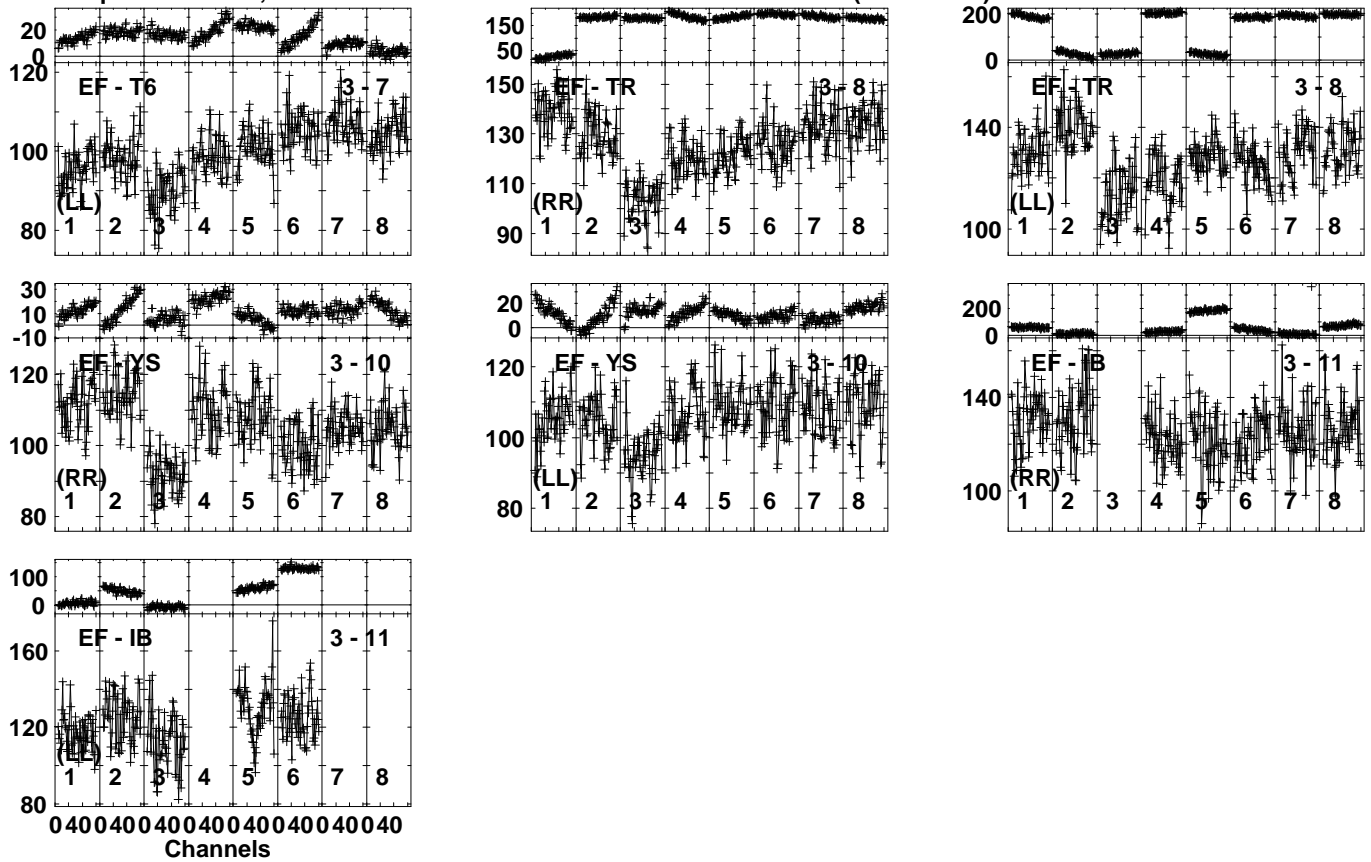 20
0
120
100
80
EF - T6
3 - 7
(LL)
1 2 3 4 5 6 7 8
150
50
150
130
110
90
EF - TR
3 - 8
(RR)
1 2 3 4 5 6 7 8
200
0
140
100
EF - TR
3 - 8
(LL)
1 2 3 4 5 6 7 8
30
10
-10
120
100
80
EF - YS
3 - 10
(RR)
1 2 3 4 5 6 7 8
20
0
120
100
80
EF - YS
3 - 10
(LL)
1 2 3 4 5 6 7 8
200
0
140
100
EF - IB
3 - 11
(RR)
1 2 3 4 5 6 7 8
100
0
160
120
80
EF - IB
3 - 11
(LL)
1 2 3 4 5 6 7 8
0 40 0 40 0 40 0 40 0 40 0 40 0 40 0 40
Channels